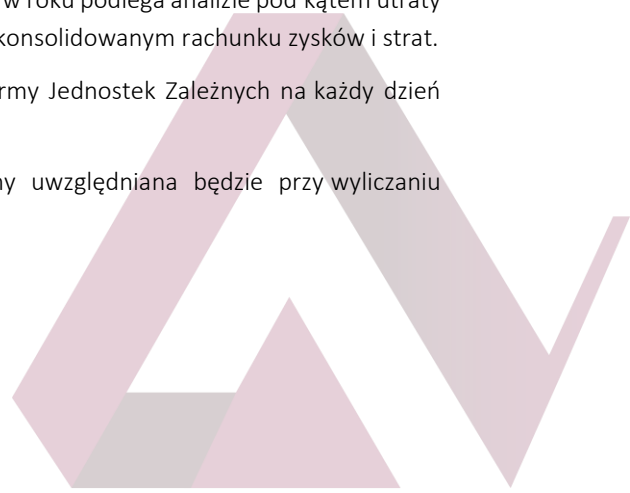 w roku podlega analizie pod kątem utraty
konsolidowanym rachunku zysków i strat.
rmy Jednostek Zależnych na każdy dzień
uwzględniana będzie przy wyliczaniu